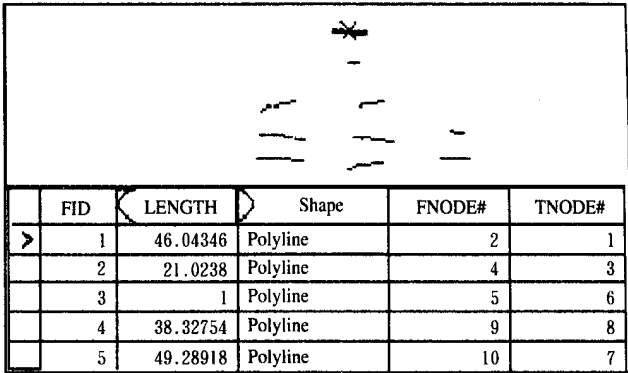 FID LENGTH Shape FNODE# TNODE#
1 46.04346 Polyline 2 1
2 21.0238 Polyline 4 3
3 1 Polyline 5 6
4 38.32754 Polyline 9 8
5 49.28918 Polyline 10 7